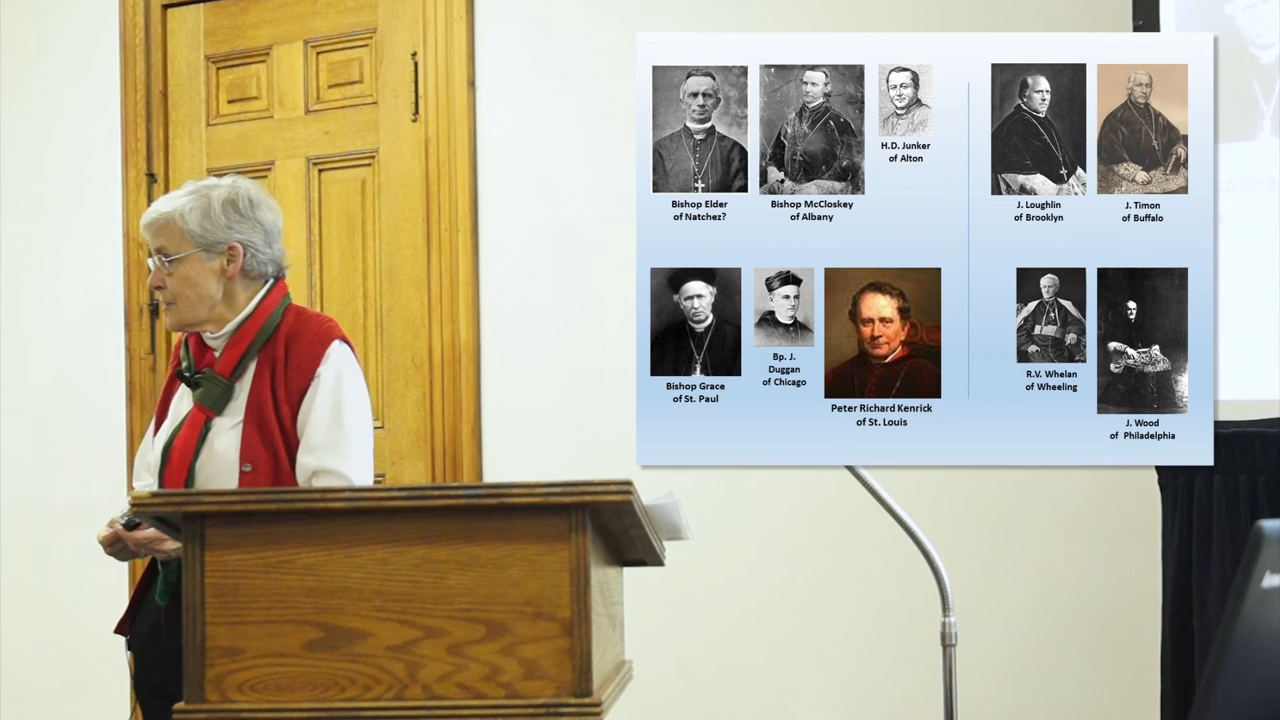 Bishop Elder
of Natchez?
Bishop McCloskey
of Albany
H.D. Junker
of Alton
J. Loughlin
of Brooklyn
J. Timon
of Buffalo
Bishop Grace
of St. Paul
Bp. J.
Duggan
of Chicago
Peter Richard Kenrick
of St. Louis
R.V. Whelan
of Wheeling
J. Wood
of Philadelphia